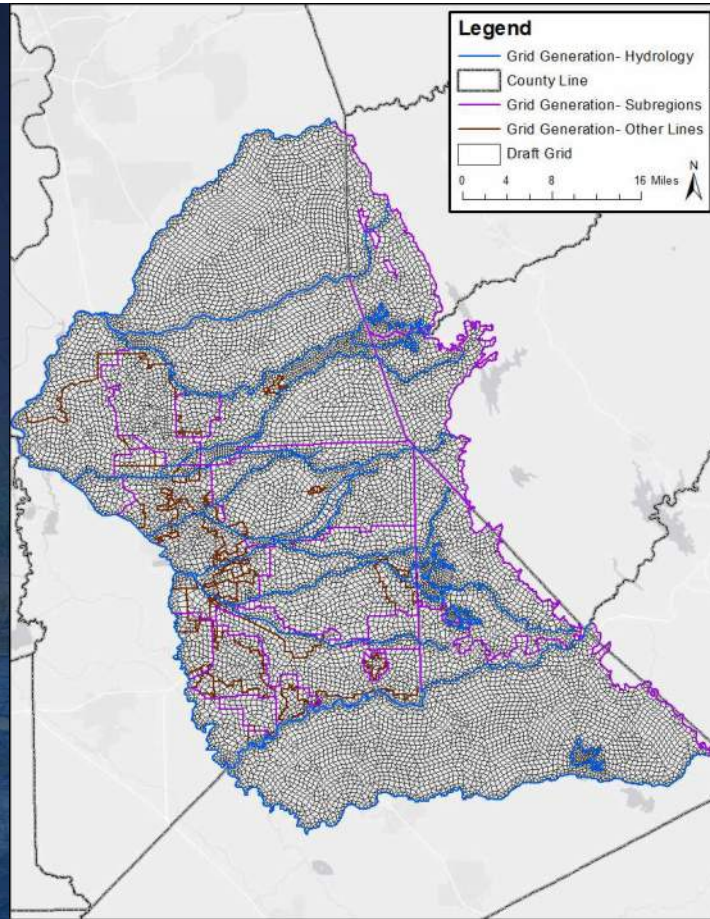 Legend
Grid Generation- Hydrology
County Line
Grid Generation- Subregions
Grid Generation- Other Lines
Draft Grid
N
0 4 8 16 Miles